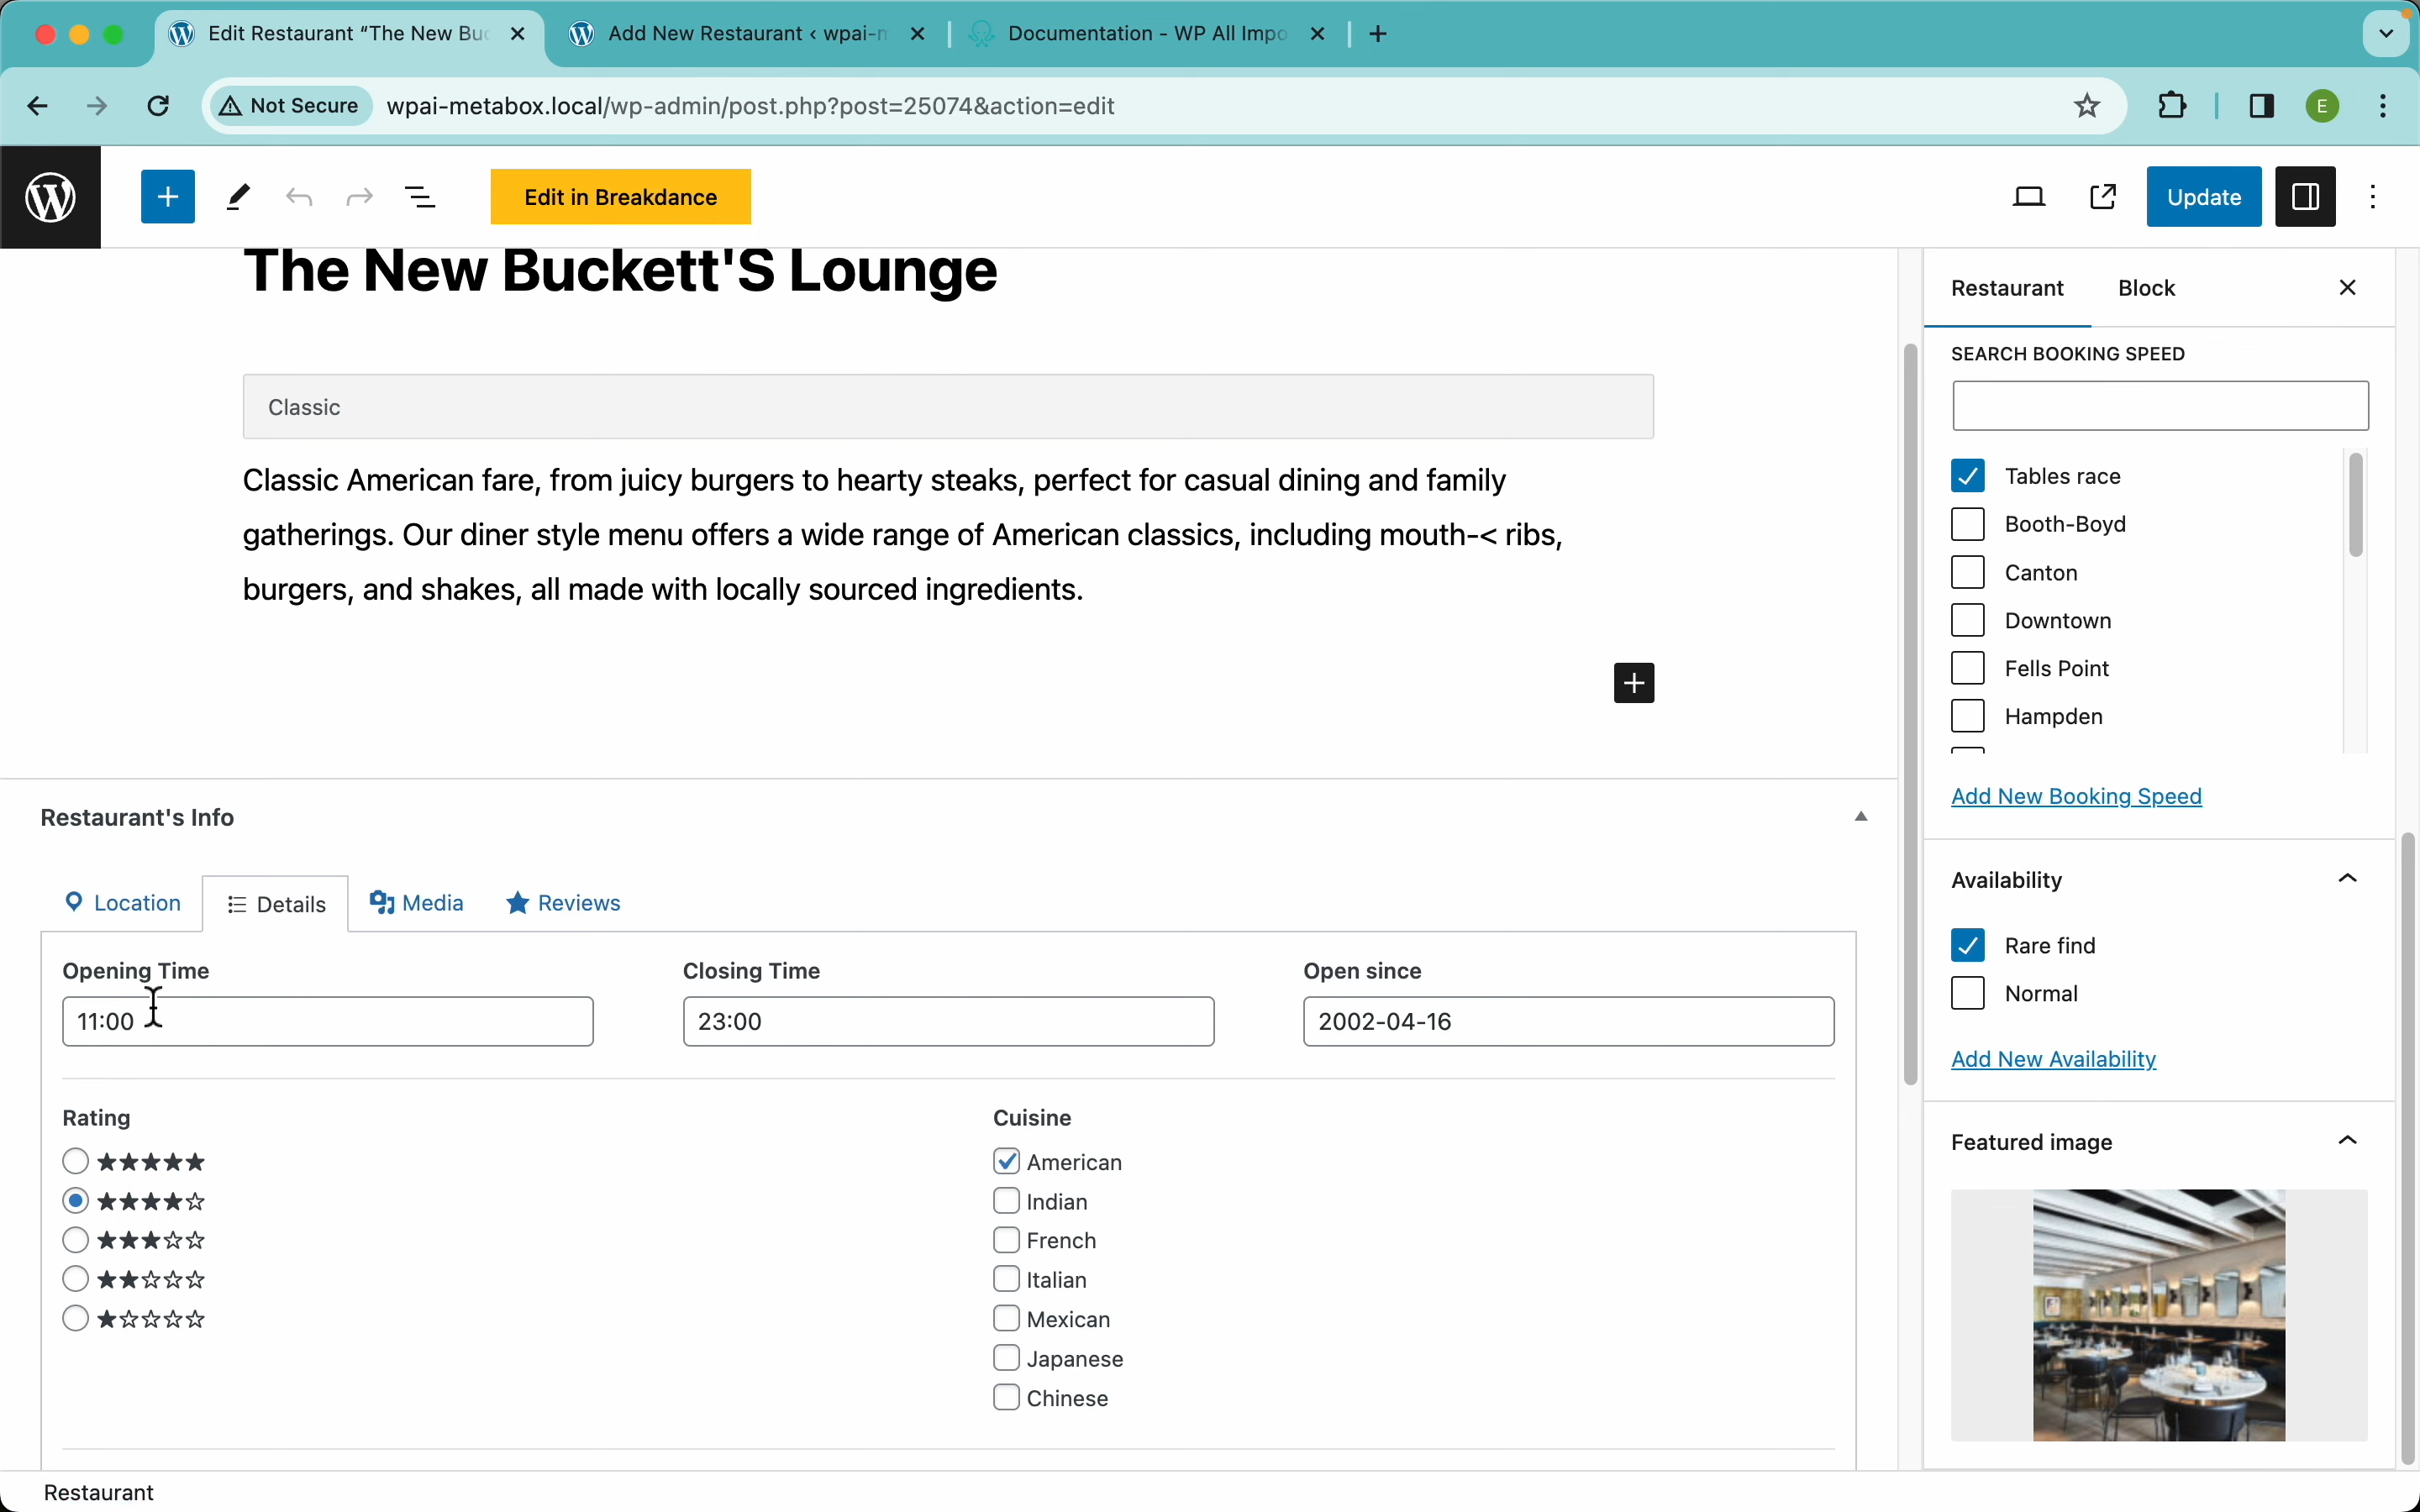 Edit Restaurant “The New Buc
Add New Restaurant ‹ wpai-m
Documentation - WP All Impo
Not Secure
wpai-metabox.local/wp-admin/post.php?post=25074&action=edit
E
Edit in Breakdance
Update
The New Buckett'S Lounge
Classic
Classic American fare, from juicy burgers to hearty steaks, perfect for casual dining and family
gatherings. Our diner style menu offers a wide range of American classics, including mouth-< ribs,
burgers, and shakes, all made with locally sourced ingredients.
Restaurant's Info
Location
Details
Media
Reviews
Opening Time
Closing Time
Open since
11:00
23:00
2002-04-16
Rating
Cuisine
★★★★★
★★★★☆
★★★☆☆
★★☆☆☆
★☆☆☆☆
American
Indian
French
Italian
Mexican
Japanese
Chinese
Restaurant
Block
SEARCH BOOKING SPEED
Tables race
Booth-Boyd
Canton
Downtown
Fells Point
Hampden
Add New Booking Speed
Availability
Rare find
Normal
Add New Availability
Featured image
Restaurant